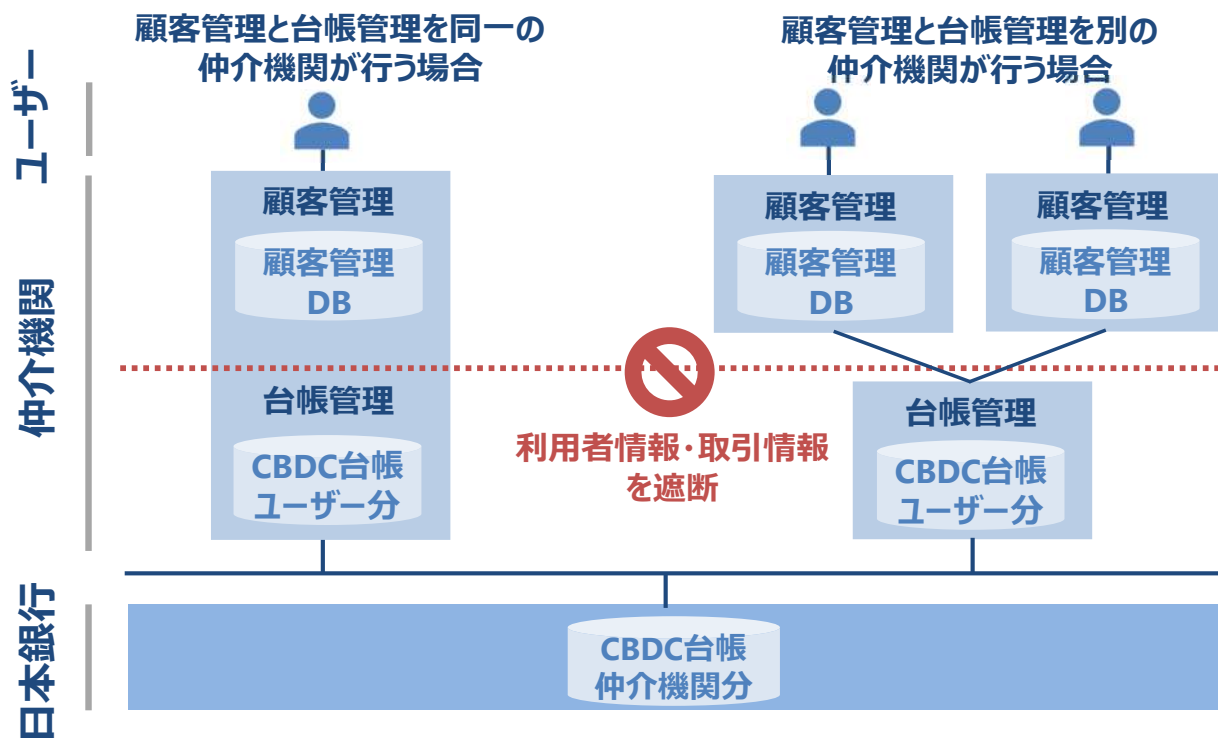 顧客管理と台帳管理を同一の
仲介機関が行う場合
顧客管理と台帳管理を別の
仲介機関が行う場合
ユーザー
仲介機関
日本銀行
顧客管理
顧客管理
DB
台帳管理
CBDC台帳
ユーザー分
利用者情報・取引情報
を遮断
顧客管理
顧客管理
DB
顧客管理
顧客管理
DB
台帳管理
CBDC台帳
ユーザー分
CBDC台帳
仲介機関分